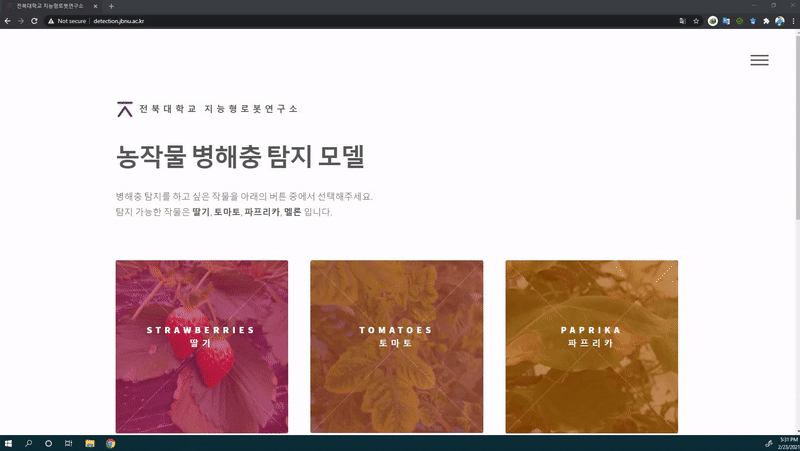 전북대학교 지능형로봇연구소
Not secure | detection.jbnu.ac.kr
전북대학교 지능형로봇연구소
농작물 병해충 탐지 모델
병해충 탐지를 하고 싶은 작물을 아래의 버튼 중에서 선택해주세요.
탐지 가능한 작물은 딸기, 토마토, 파프리카, 멜론 입니다.
STRAWBERRIES
딸기
TOMATOES
토마토
PAPRIKA
파프리카
5:31 PM
2/23/2021